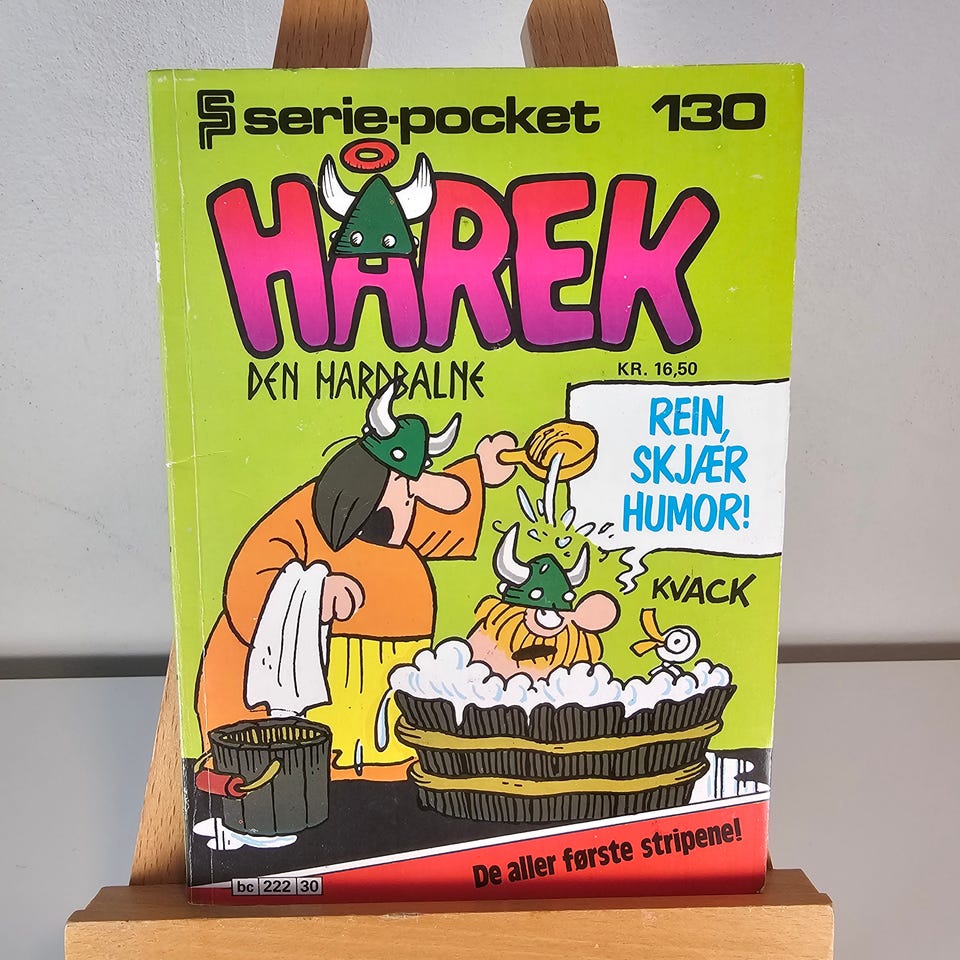 serie-pocket 130
HÅREK
DEN HARDBALNE
KR. 16,50
REIN,
SKJÆR
HUMOR!
KVACK
De aller første stripene!
bc 222 30